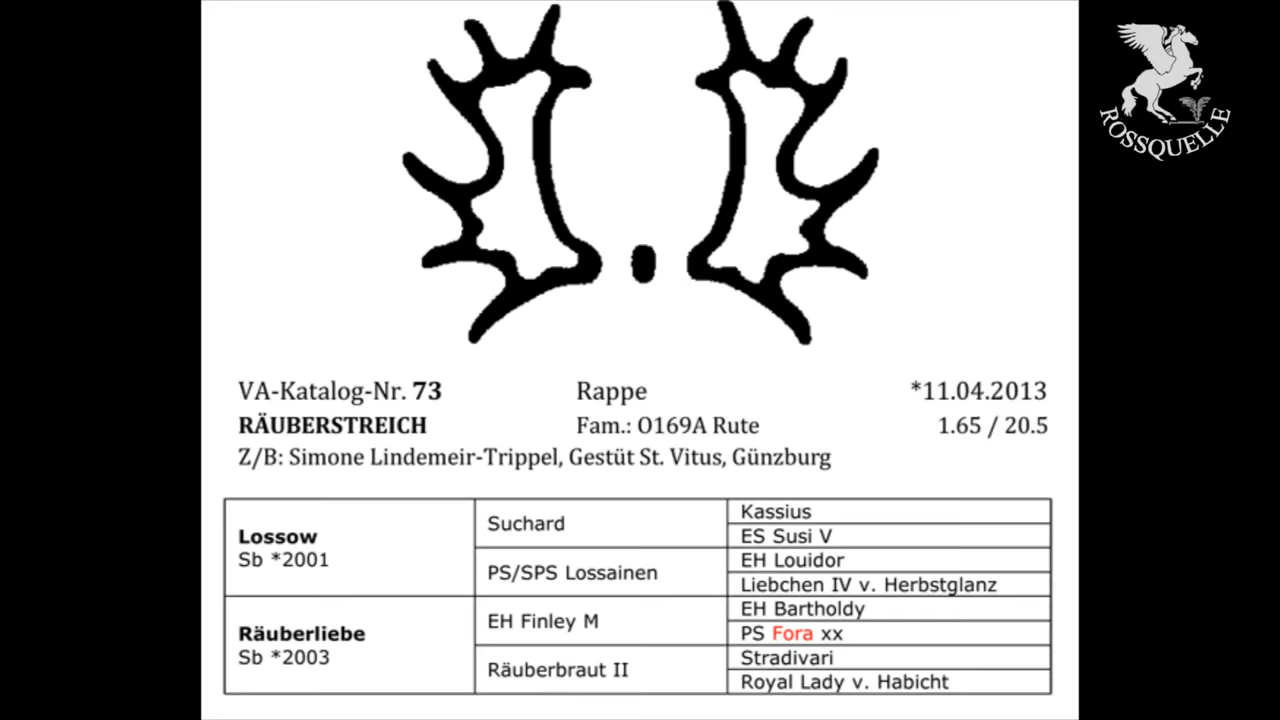 ROSSQUELLE
VA-Katalog-Nr. 73 Rappe *11.04.2013
RÄUBERSTREICH Fam.: O169A Rute 1.65 / 20.5
Z/B: Simone Lindemeir-Trippel, Gestüt St. Vitus, Günzburg
Lossow
Sb *2001
Suchard
Kassius
ES Susi V
PS/SPS Lossainen
EH Louidor
Liebchen IV v. Herbstglanz
Räuberliebe
Sb *2003
EH Finley M
EH Bartholdy
PS Fora xx
Räuberbraut II
Stradivari
Royal Lady v. Habicht